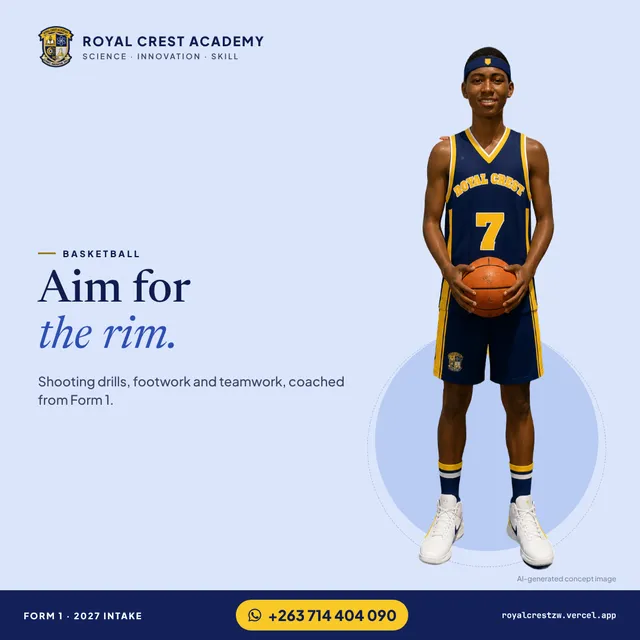 ROYAL CREST ACADEMY
SCIENCE · INNOVATION · SKILL
BASKETBALL
Aim for
the rim.
Shooting drills, footwork and teamwork, coached
from Form 1.
ROYAL CREST
7
AI-generated concept image
FORM 1 · 2027 INTAKE
+263 714 404 090
royalcrestzw.vercel.app